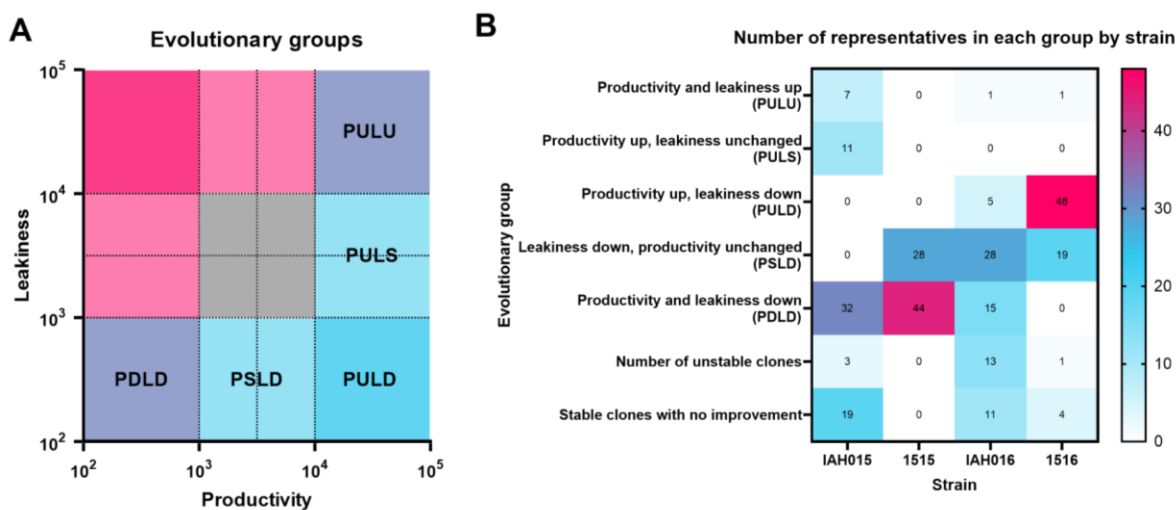 A
Evolutionary groups
10^5
10^4
10^3
10^2
Leakiness
PULU
PULS
PDLD
PSLD
PULD
10^2 10^3 10^4 10^5
Productivity
B
Number of representatives in each group by strain
Evolutionary group
Productivity and leakiness up
(PULU)
7 0 1 1
Productivity up, leakiness unchanged
(PULS)
11 0 0 0
Productivity up, leakiness down
(PULD)
0 0 5 48
Leakiness down, productivity unchanged
(PSLD)
0 28 28 19
Productivity and leakiness down
(PDLD)
32 44 15 0
Number of unstable clones
3 0 13 1
Stable clones with no improvement
19 0 11 4
IAH015 1515 IAH016 1516
Strain
40
30
20
10
0